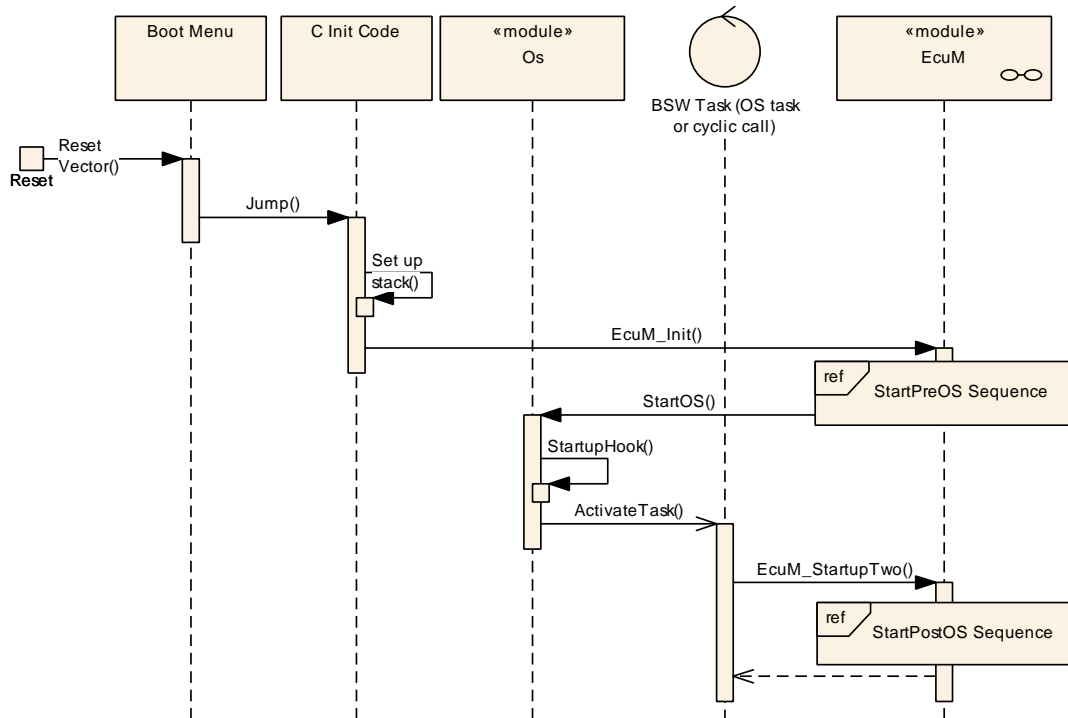 Boot Menu
C Init Code
«module»
Os
BSW Task (OS task
or cyclic call)
«module»
EcuM
Reset
Reset
Vector()
Jump()
Set up
stack()
EcuM_Init()
ref
StartPreOS Sequence
StartOS()
StartupHook()
ActivateTask()
EcuM_StartupTwo()
ref
StartPostOS Sequence